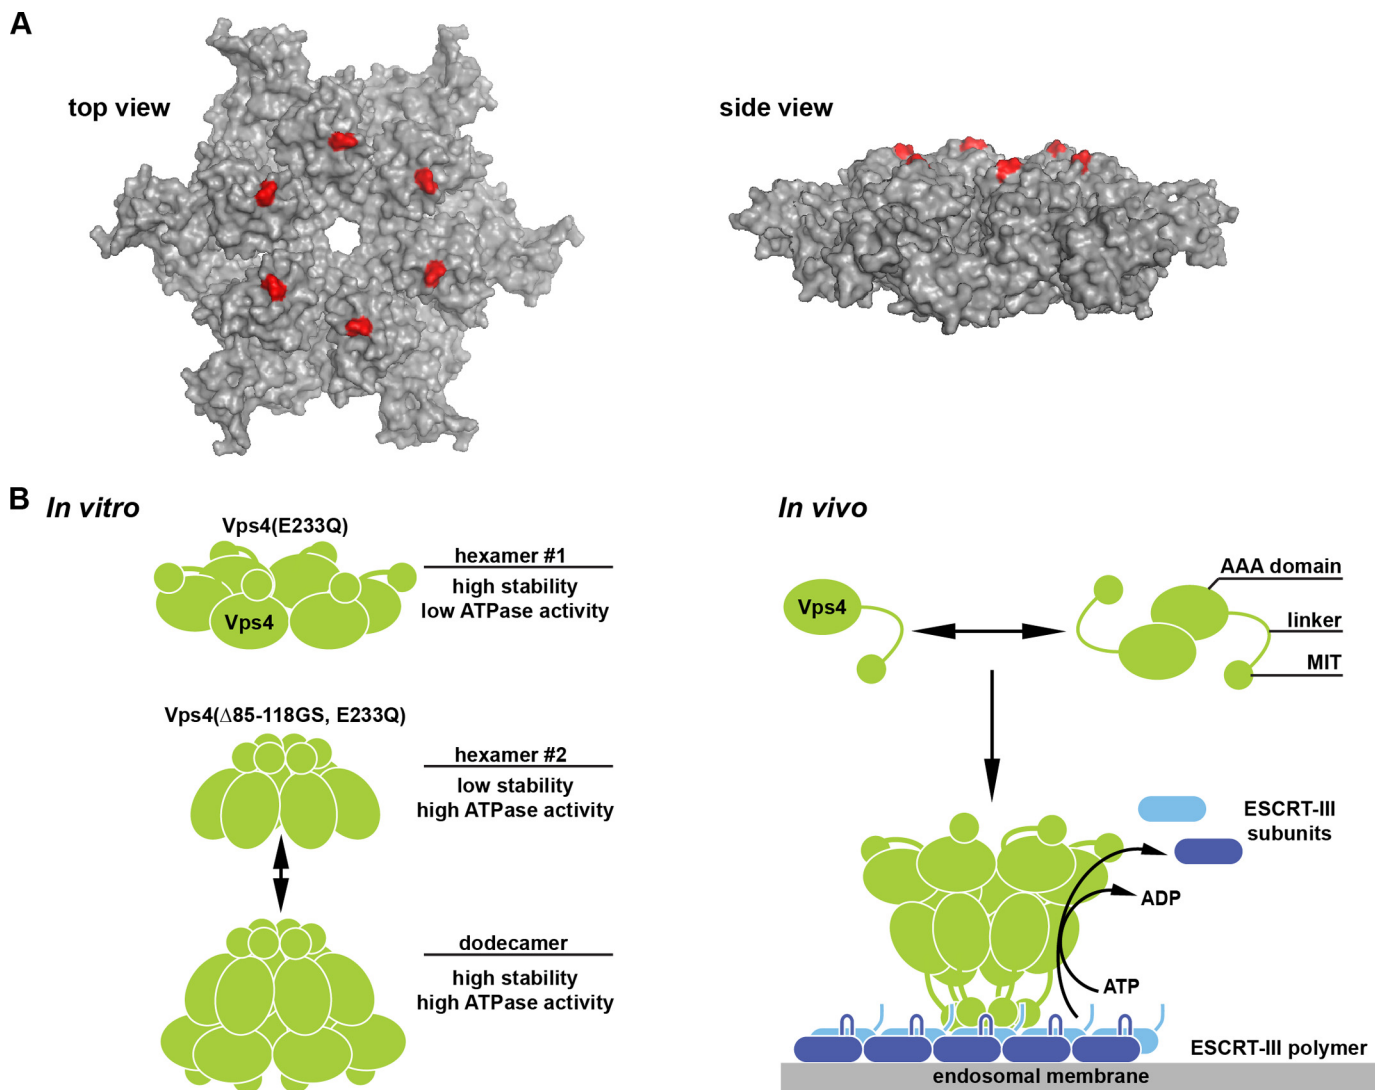 A
top view
side view
B
In vitro
Vps4(E233Q)
hexamer #1
high stability
low ATPase activity
Vps4
Vps4(Δ85-118GS, E233Q)
hexamer #2
low stability
high ATPase activity
dodecamer
high stability
high ATPase activity
In vivo
AAA domain
Vps4
linker
MIT
ESCRT-III
subunits
ADP
ATP
ESCRT-III polymer
endosomal membrane